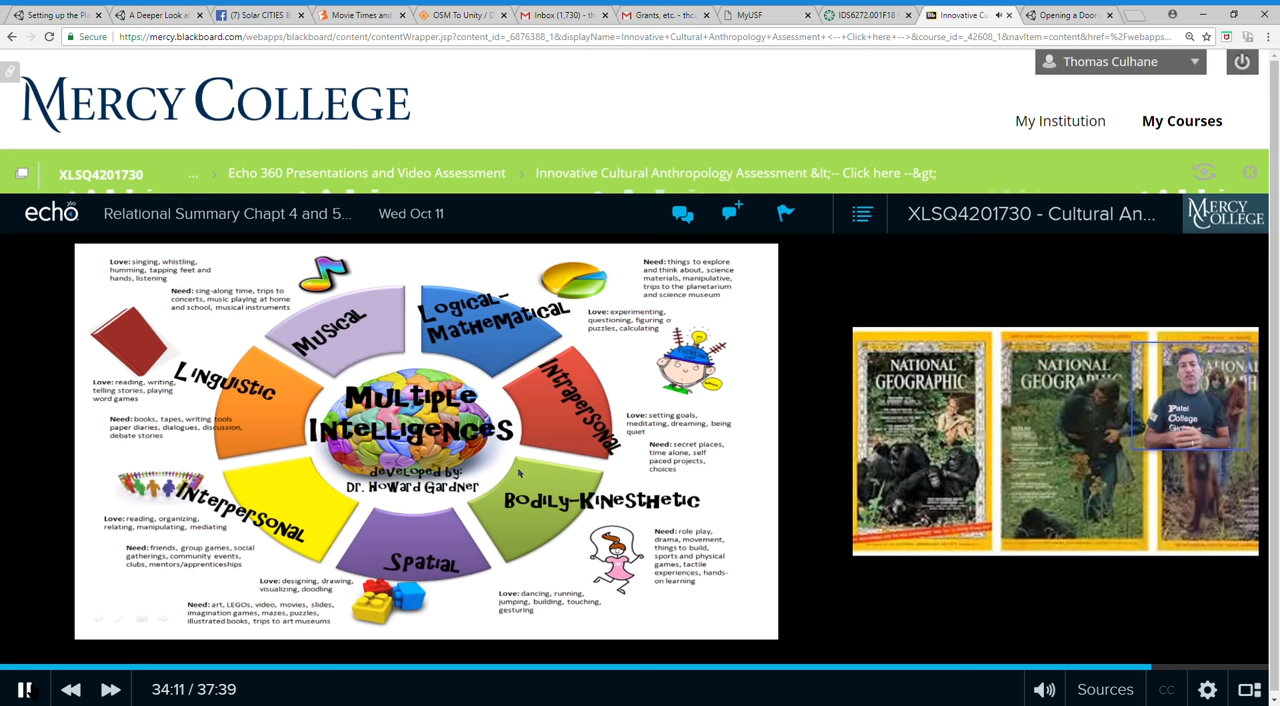 Setting up the Pla
A Deeper Look at
(7) Solar CITIES B
Movie Times and
OSM To Unity / D
Inbox (1,730) - th
Grants, etc. - thcu
MyUSF
IDS6272.001F18
Innovative Cu
Opening a Door
Secure
https://mercy.blackboard.com/webapps/blackboard/content/contentWrapper.jsp?content_id=_6876388_1&displayName=Innovative+Cultural+Anthropology+Assessment+<--+Click+here+-->&course_id=_42608_1&navItem=content&href=%2Fwebapps...
Thomas Culhane
MERCY COLLEGE
My Institution
My Courses
XLSQ4201730
...
Echo 360 Presentations and Video Assessment
Innovative Cultural Anthropology Assessment &lt;-- Click here --&gt;
echo
360
Relational Summary Chapt 4 and 5...
Wed Oct 11
XLSQ4201730 - Cultural An...
MERCY
COLLEGE
Love: singing, whistling,
humming, tapping feet and
hands, listening
Need: sing-along time, trips to
concerts, music playing at home
and school, musical instruments
Musical
Logical-
Mathematical
Need: things to explore
and think about, science
materials, manipulative,
trips to the planetarium
and science museum
Love: experimenting,
questioning, figuring o
puzzles, calculating
Linguistic
Love: reading, writing,
telling stories, playing
word games
Need: books, tapes, writing tools
paper diaries, dialogues, discussion,
debate stories
Multiple
Intelligences
developed by:
Dr. Howard Gardner
Intrapersonal
Love: setting goals,
meditating, dreaming, being
quiet
Need: secret places,
time alone, self
paced projects,
choices
Interpersonal
Love: reading, organizing,
relating, manipulating, mediating
Need: friends, group games, social
gatherings, community events,
clubs, mentors/apprenticeships
Spatial
Love: designing, drawing,
visualizing, doodling
Need: art, LEGOs, video, movies, slides,
imagination games, mazes, puzzles,
illustrated books, trips to art museums
Bodily-Kinesthetic
Need: role play,
drama, movement,
things to build,
sports and physical
games, tactile
experiences, hands-
on learning
Love: dancing, running,
jumping, building, touching,
gesturing
NATIONAL
GEOGRAPHIC
NATIONAL
GEOGRAPHIC
Patel
College
34:11 / 37:39
Sources
CC